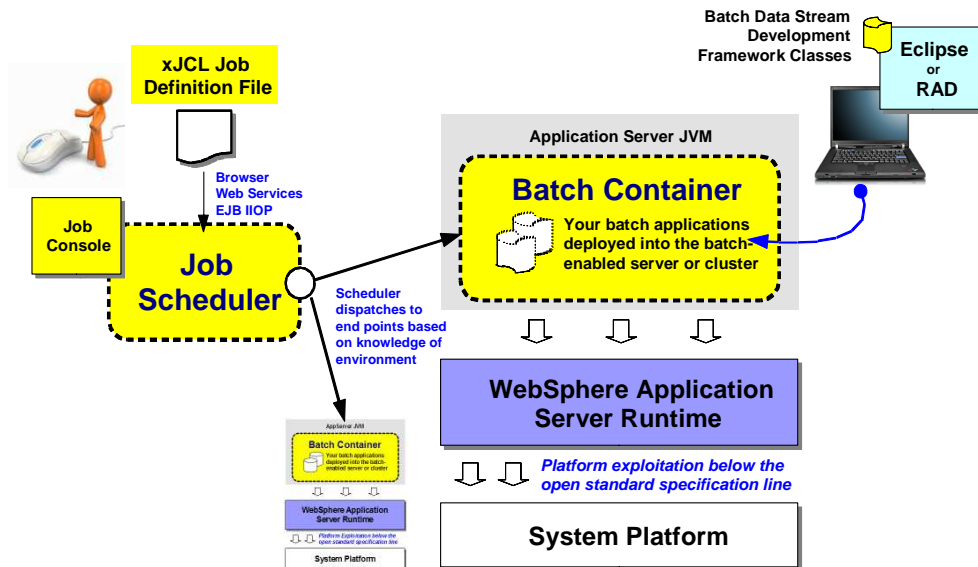 Batch Data Stream
Development
Framework Classes
Eclipse
or
RAD
xJCL Job
Definition File
Browser
Web Services
EJB IIOP
Job
Console
Job
Scheduler
Scheduler
dispatches to
end points based
on knowledge of
environment
Application Server JVM
Batch Container
Your batch applications
deployed into the batch-
enabled server or cluster
WebSphere Application
Server Runtime
Platform exploitation below the
open standard specification line
System Platform
AppServer JVM
Batch Container
Your batch applications
deployed into the batch-
enabled server or cluster
WebSphere Application
Server Runtime
Platform Exploitation below the
open standard specification line
System Platform